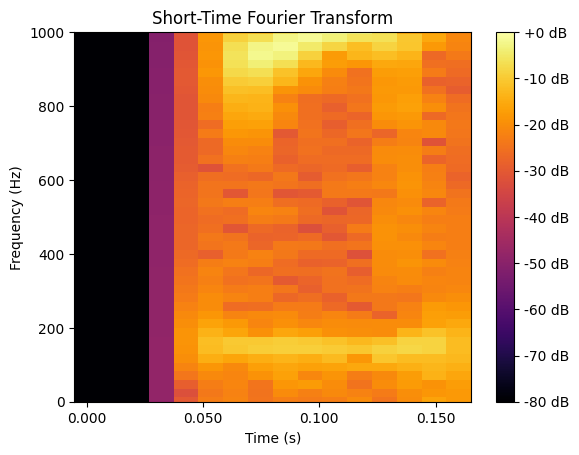 Short-Time Fourier Transform
1000
800
600
400
200
0
Frequency (Hz)
0.000
0.050
0.100
0.150
Time (s)
+0 dB
-10 dB
-20 dB
-30 dB
-40 dB
-50 dB
-60 dB
-70 dB
-80 dB